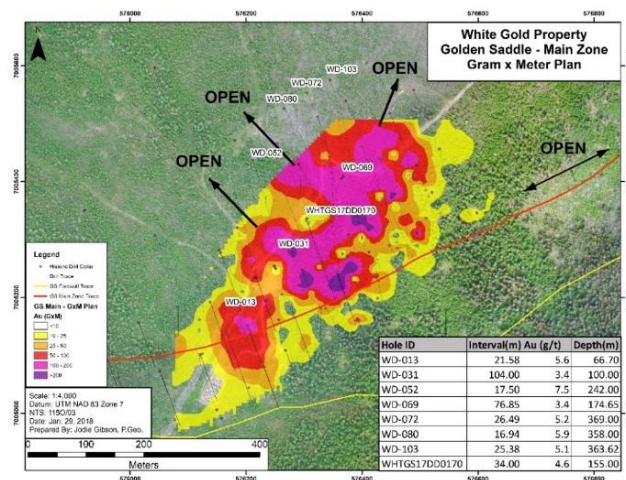 578000
576200
576400
576600
576800
White Gold Property
Golden Saddle - Main Zone
Gram x Meter Plan
N
WD-103
WD-072
WD-080
OPEN
OPEN
WD-052
OPEN
WD-069
OPEN
WHTGS17DD0170
WD-031
WD-013
Legend
Historic Drill Collar
Drill Trace
GS Footwall Trace
GS Main Zone Trace
GS Main - GxM Plan
Au (GxM)
<10
10 - 25
25 - 50
50 - 100
100 - 200
>200
Scale: 1:4,000
Datum: UTM NAD 83 Zone 7
NTS: 115O/03
Date: Jan. 29, 2018
Prepared By: Jodie Gibson, P.Geo.
0 100 200 400
Meters
Hole ID Interval(m) Au (g/t) Depth(m)
WD-013 21.58 5.6 66.70
WD-031 104.00 3.4 100.00
WD-052 17.50 7.5 242.00
WD-069 76.85 3.4 174.65
WD-072 26.49 5.2 369.00
WD-080 16.94 5.9 358.00
WD-103 25.38 5.1 363.62
WHTGS17DD0170 34.00 4.6 155.00
576200
576400
576600
576800